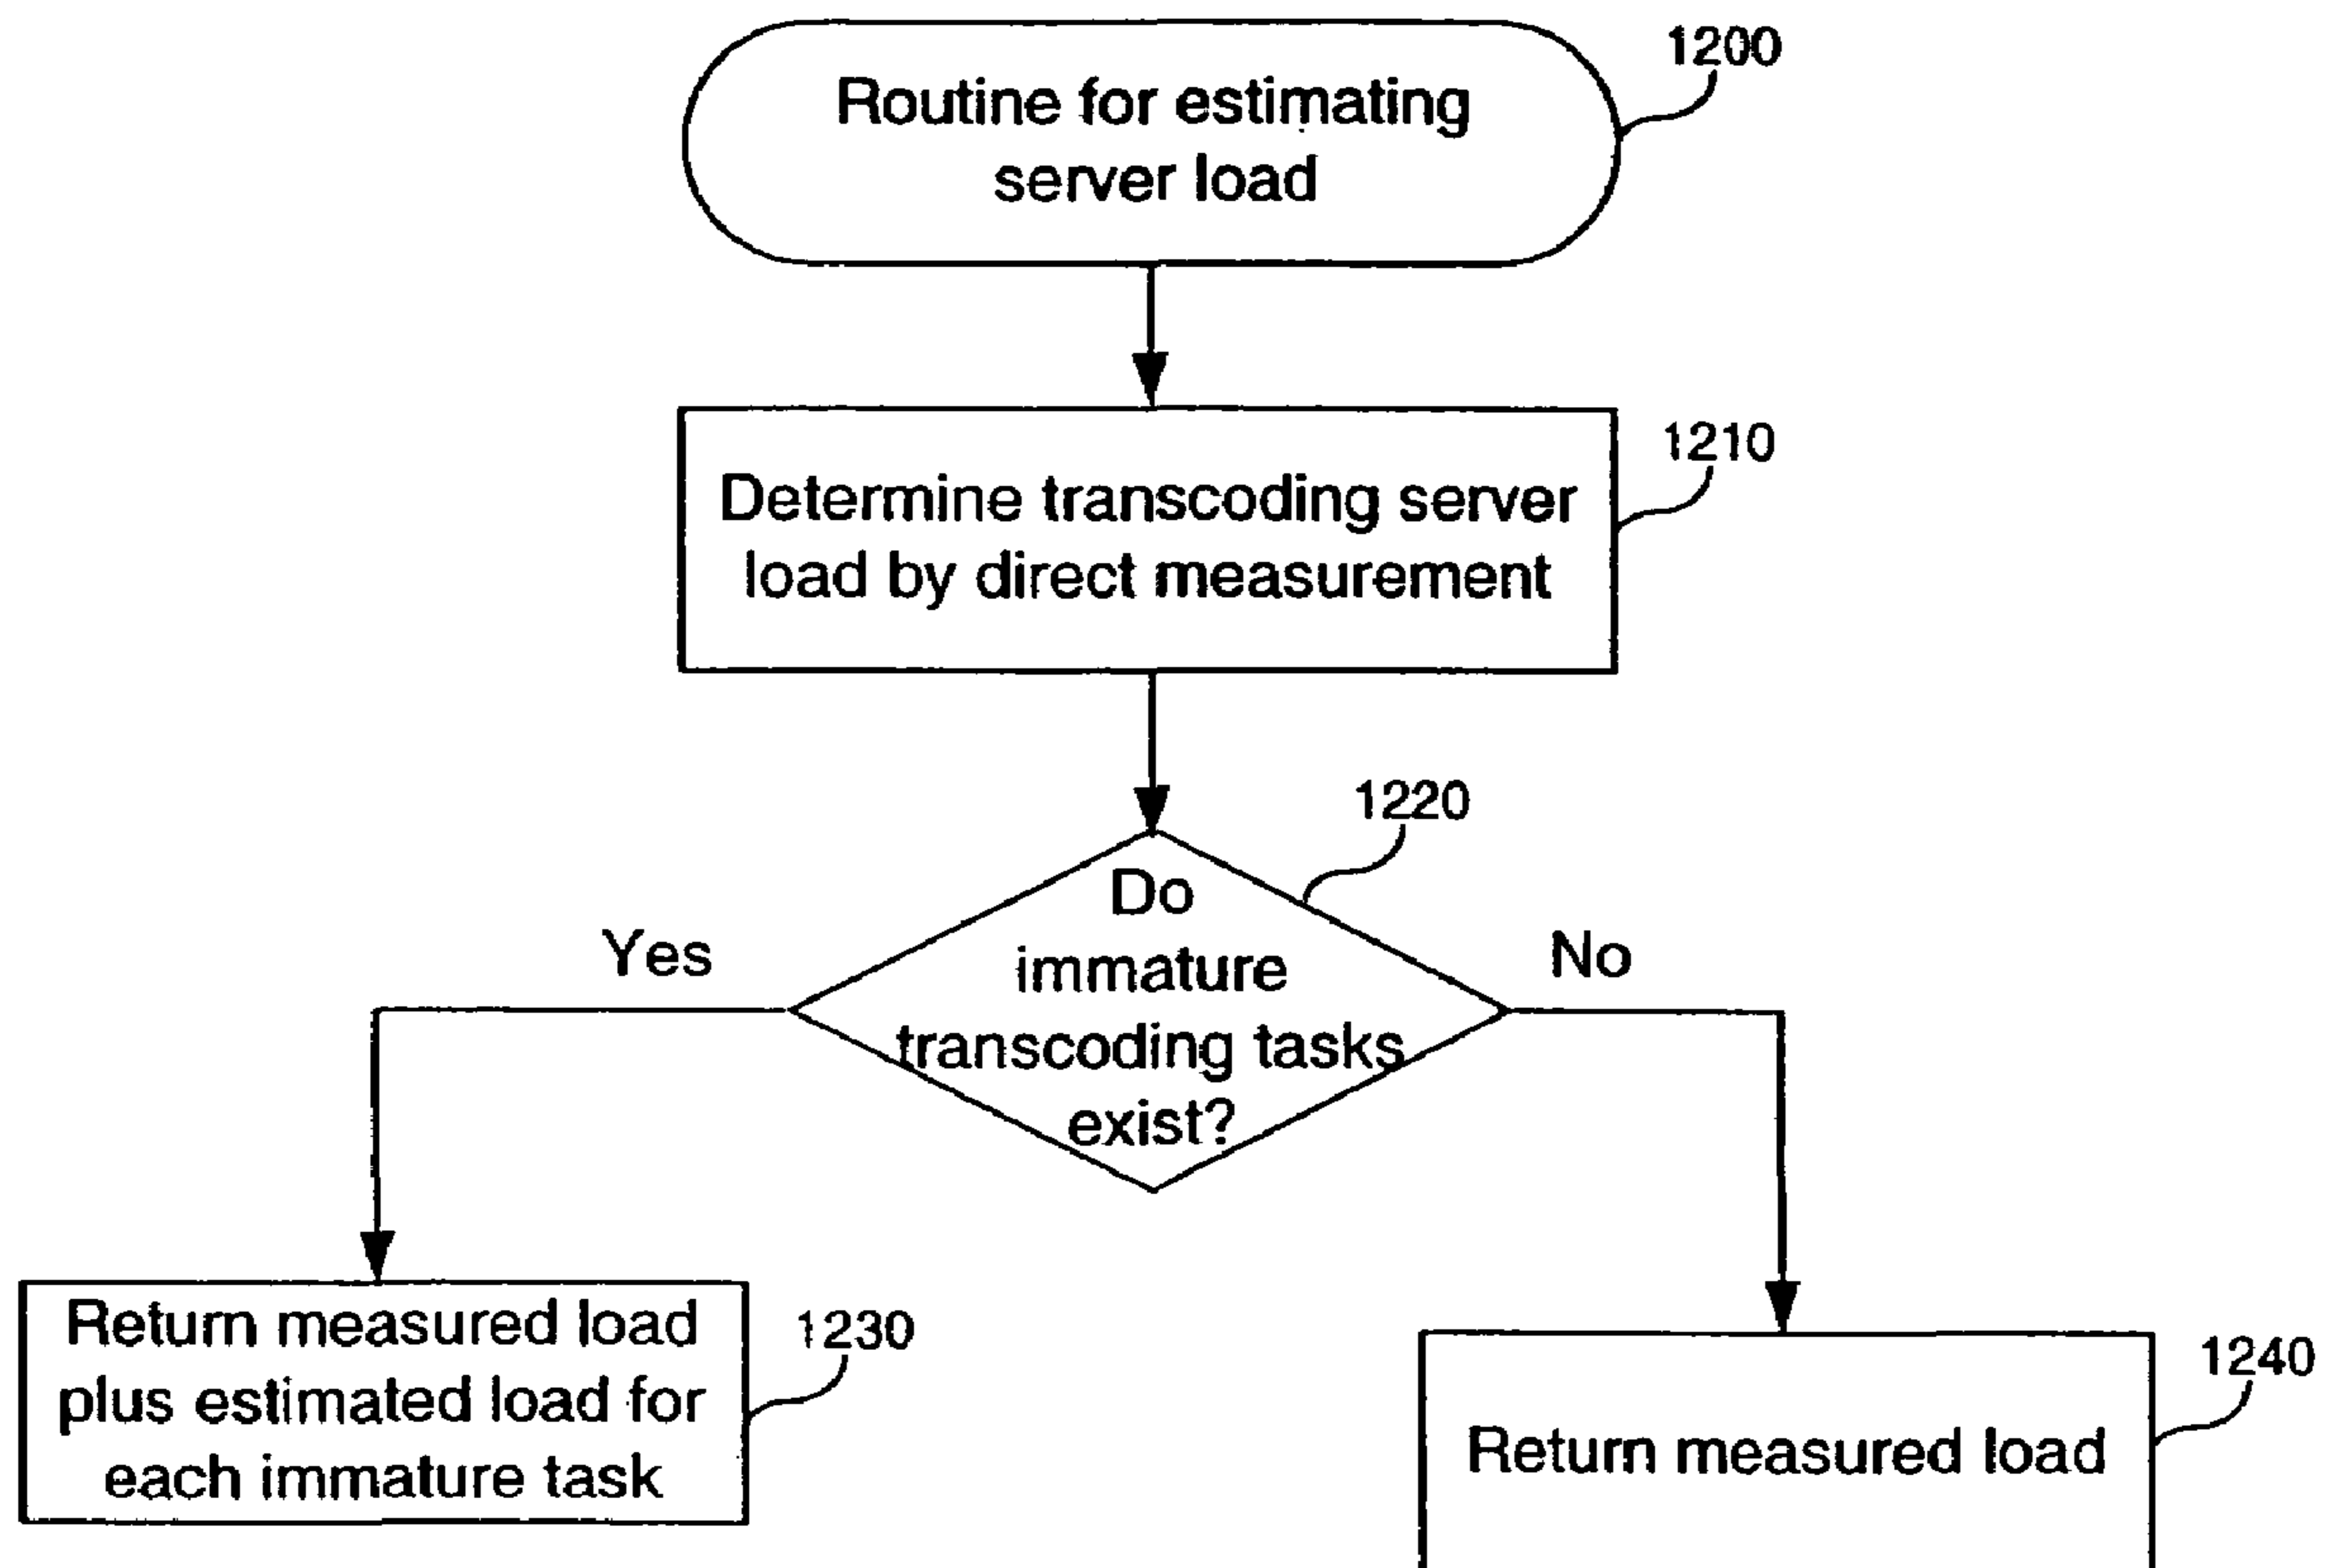 Routine for estimating
server load
1200
Determine transcoding server
load by direct measurement
1210
1220
Do
immature
transcoding tasks
exist?
Yes
No
Return measured load
plus estimated load for
each immature task
1230
Return measured load
1240